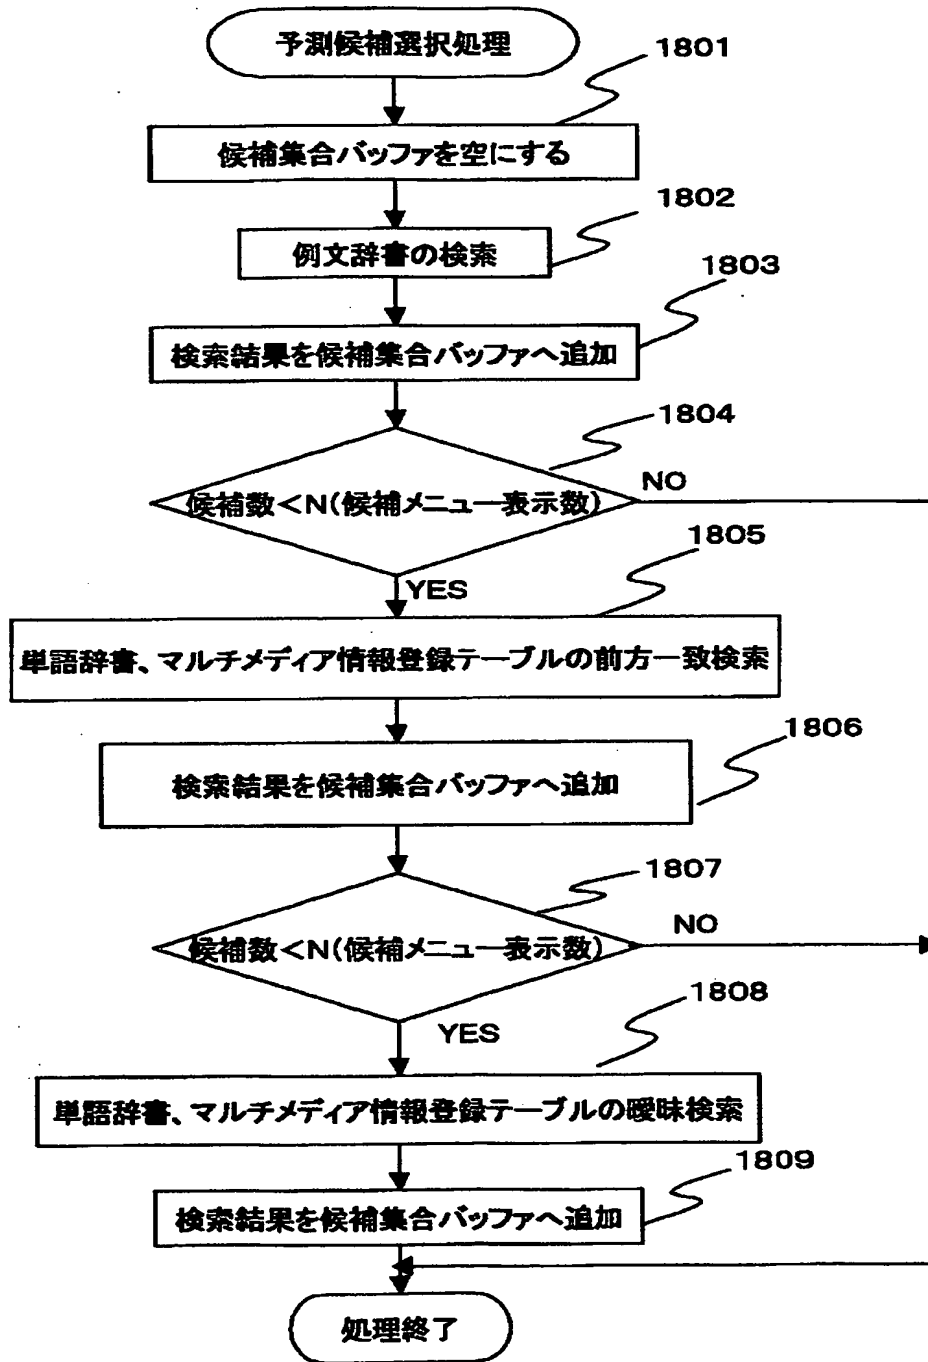 予測候補選択処理
1801
候補集合バッファを空にする
1802
例文辞書の検索
1803
検索結果を候補集合バッファへ追加
1804
候補数<N(候補メニュー表示数)
NO
YES
1805
単語辞書、マルチメディア情報登録テーブルの前方一致検索
1806
検索結果を候補集合バッファへ追加
1807
候補数<N(候補メニュー表示数)
NO
YES
1808
単語辞書、マルチメディア情報登録テーブルの曖昧検索
1809
検索結果を候補集合バッファへ追加
処理終了